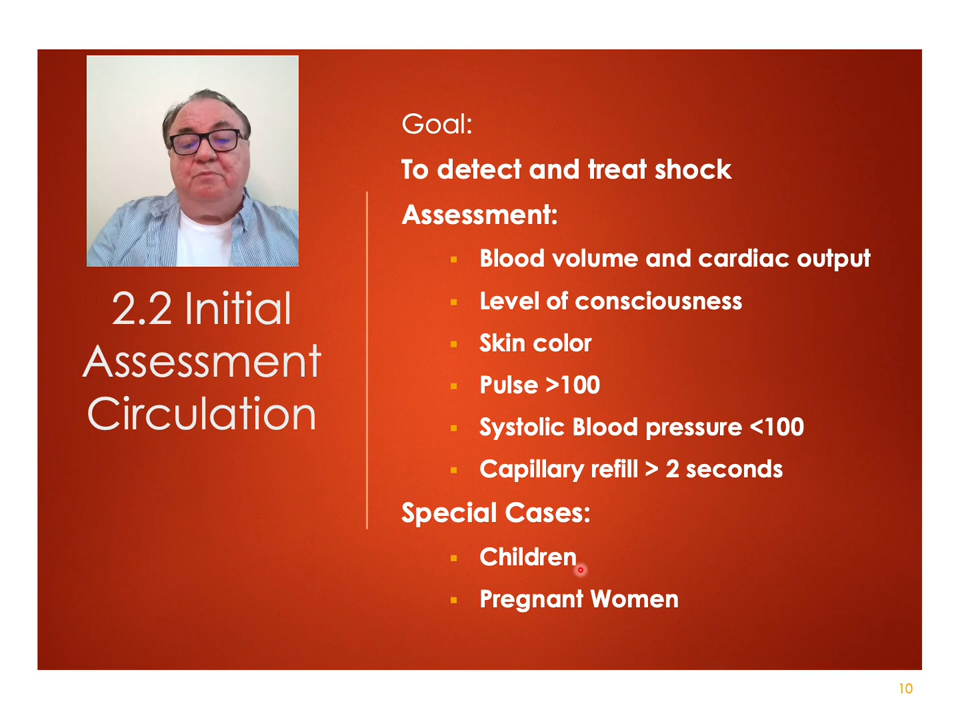 2.2 Initial
Assessment
Circulation
Goal:
To detect and treat shock
Assessment:
▪ Blood volume and cardiac output
▪ Level of consciousness
▪ Skin color
▪ Pulse >100
▪ Systolic Blood pressure <100
▪ Capillary refill > 2 seconds
Special Cases:
▪ Children
▪ Pregnant Women
10